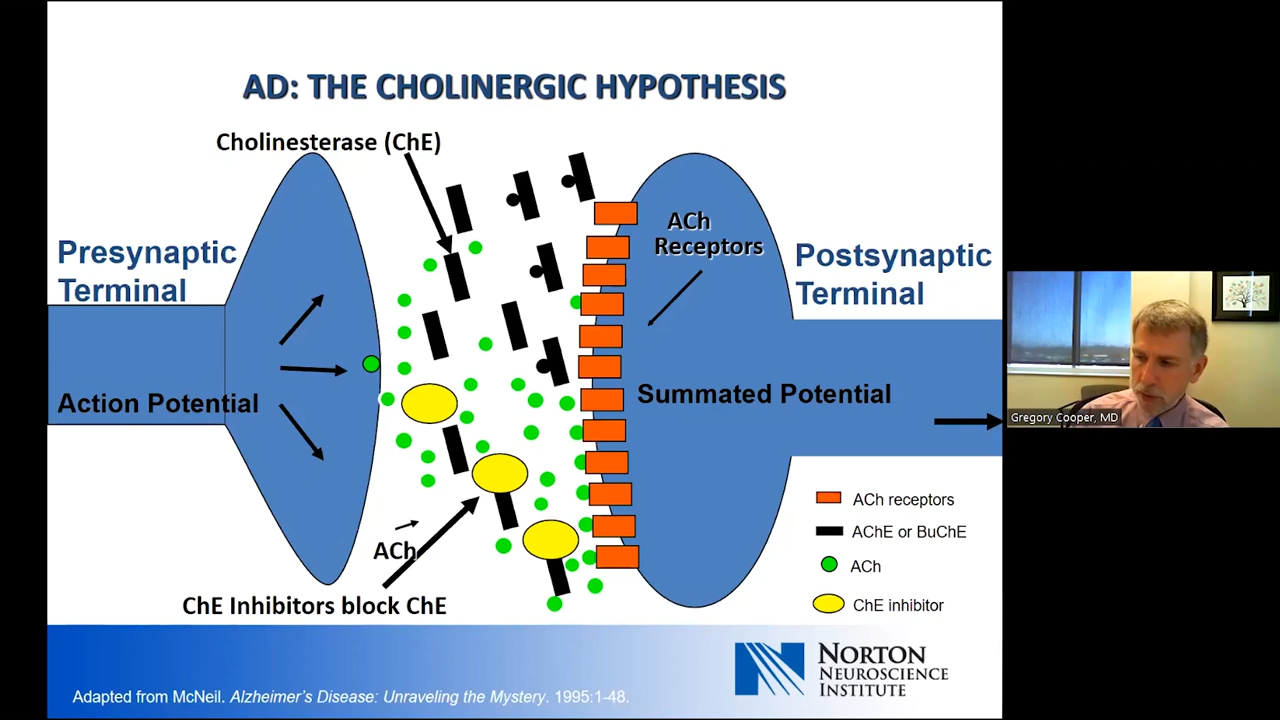 AD: THE CHOLINERGIC HYPOTHESIS
Cholinesterase (ChE)
Presynaptic
Terminal
Action Potential
ACh
Receptors
Postsynaptic
Terminal
Summated Potential
ACh
ChE Inhibitors block ChE
ACh receptors
AChE or BuChE
ACh
ChE inhibitor
Gregory Cooper, MD
Adapted from McNeil. Alzheimer's Disease: Unraveling the Mystery. 1995:1-48.
NORTON
NEUROSCIENCE
INSTITUTE